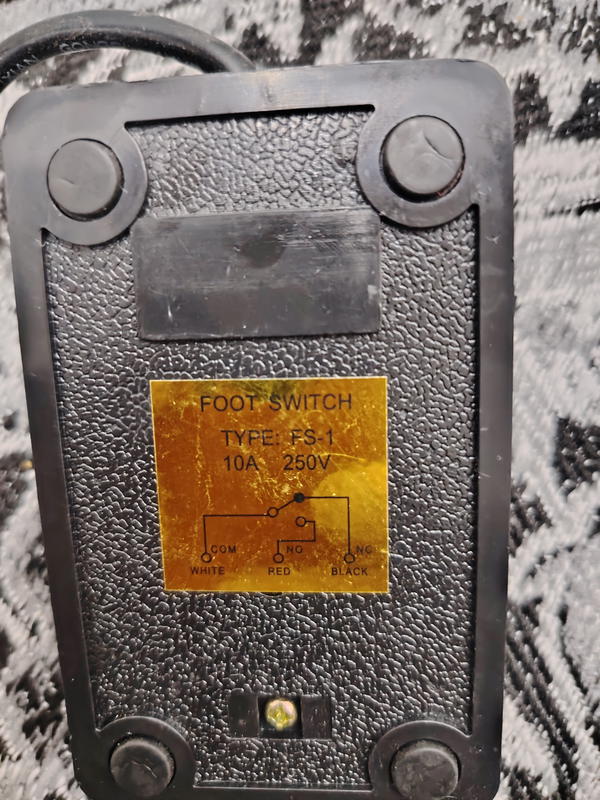 FOOT SWITCH
TYPE: FS-1
10A 250V
COM NO NC
WHITE RED BLACK